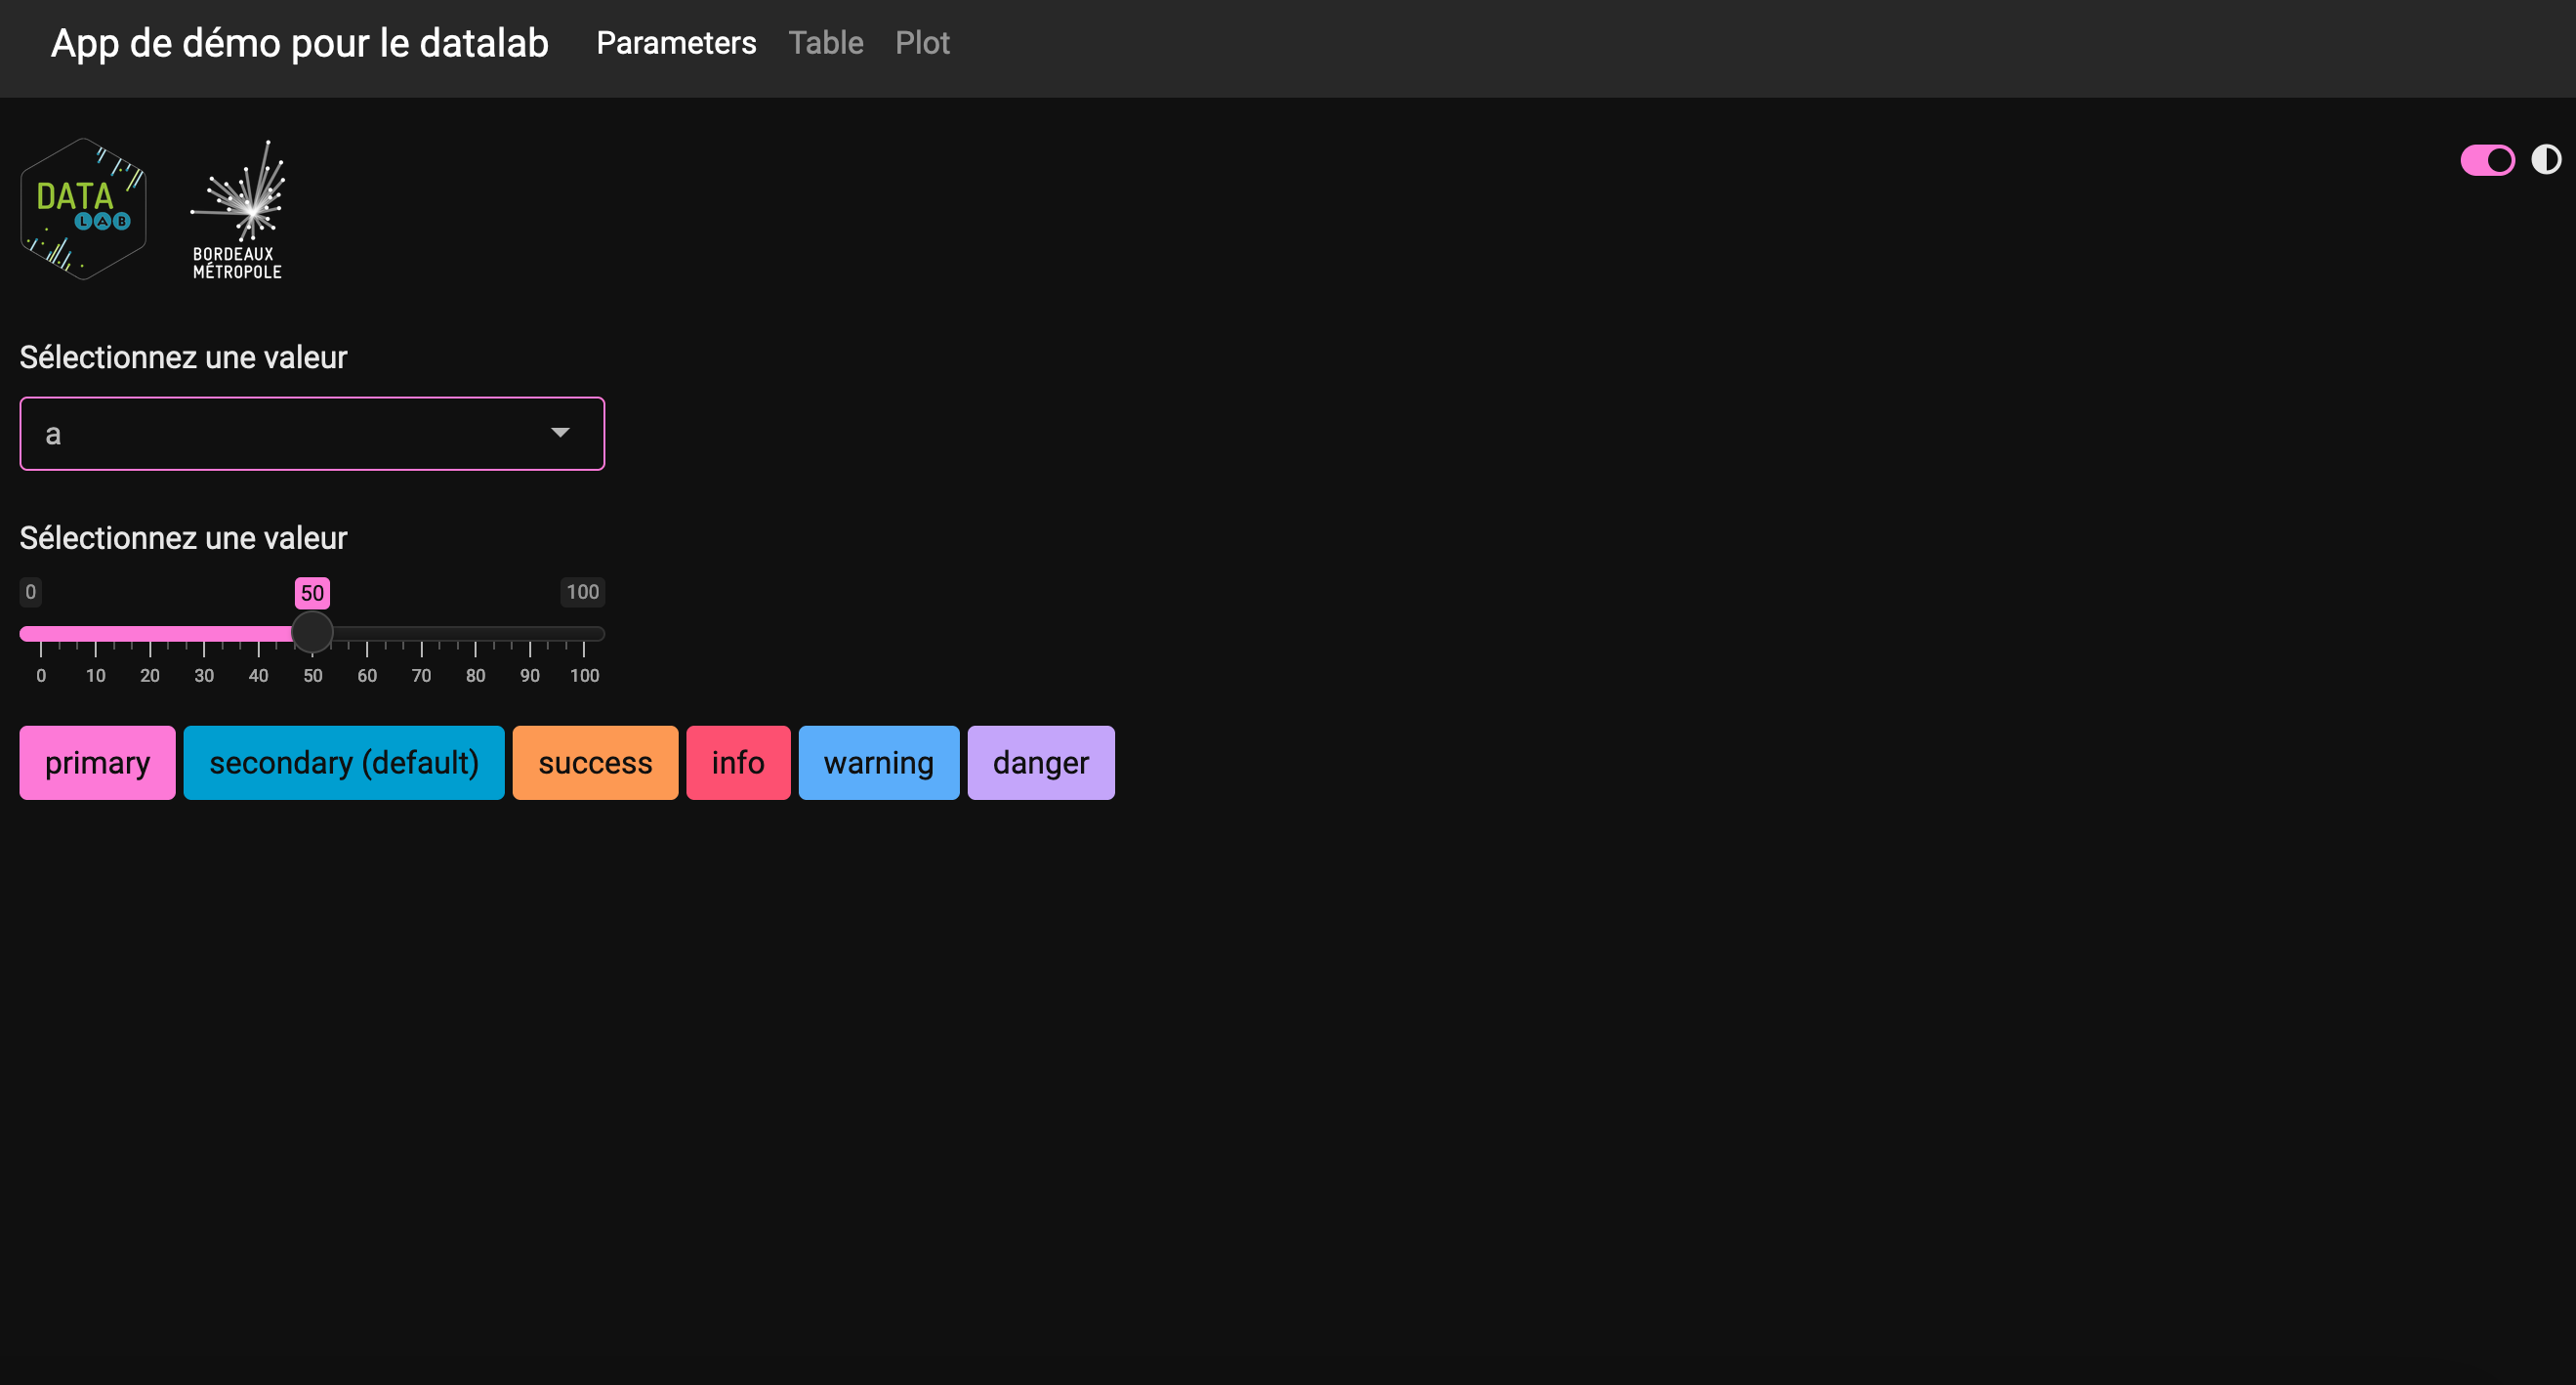 App de démo pour le datalab Parameters Table Plot
DATA
LAB
BORDEAUX
MÉTROPOLE
Sélectionnez une valeur
a
Sélectionnez une valeur
0 50 100
0 10 20 30 40 50 60 70 80 90 100
primary secondary (default) success info warning danger